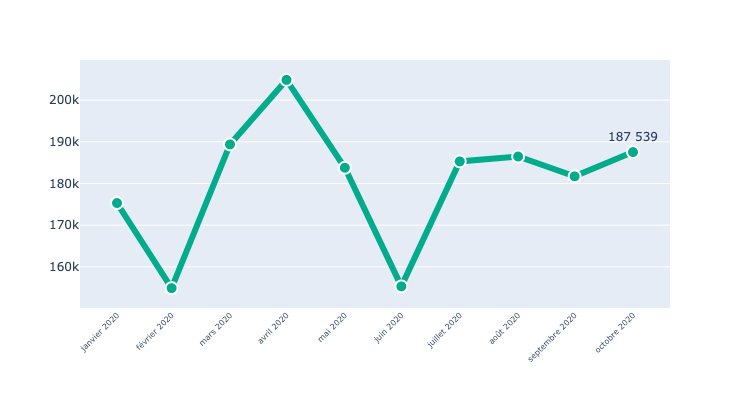 200k
190k
180k
170k
160k
187 539
janvier 2020
février 2020
mars 2020
avril 2020
mai 2020
juin 2020
juillet 2020
août 2020
septembre 2020
octobre 2020